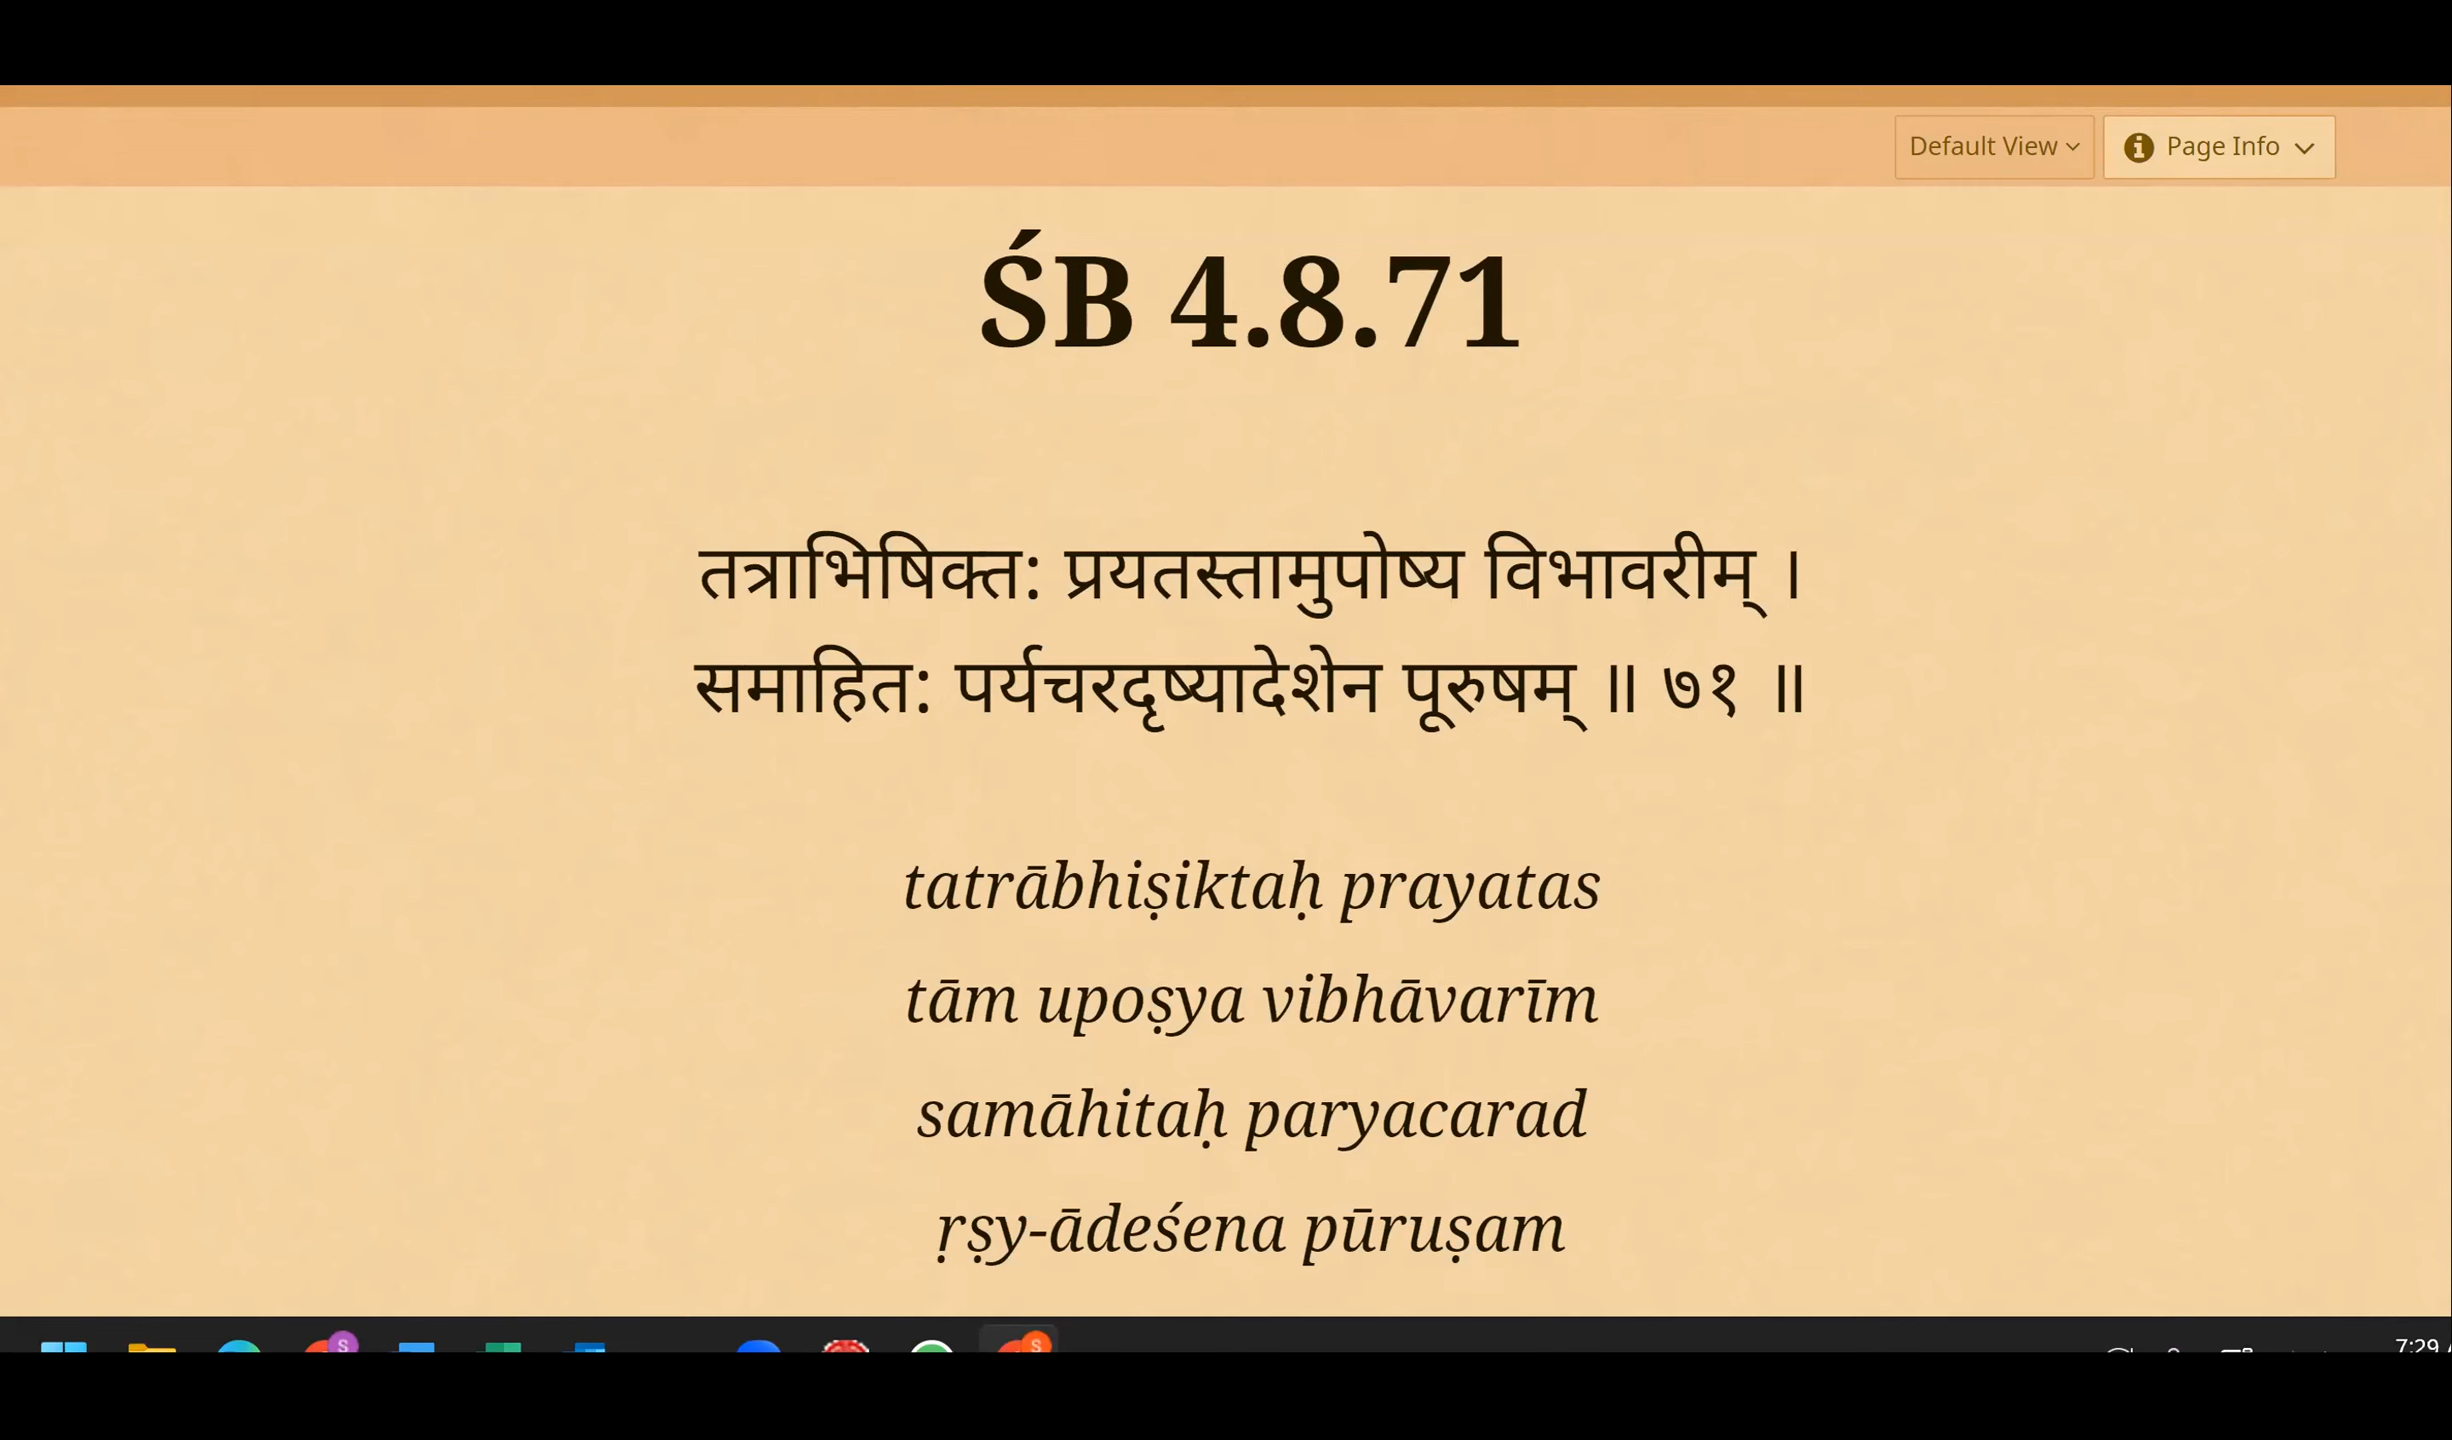 Default View
Page Info
ŚB 4.8.71
तत्राभिषिक्त: प्रयतस्तामुपोष्य विभावरीम् ।
समाहित: पर्यचरदृष्यादेशेन पूरुषम् ॥ ७१ ॥
tatrābhiṣiktaḥ prayatas
tām upoṣya vibhāvarīm
samāhitaḥ paryacarad
ṛṣy-ādeśena pūruṣam
S
S
7:29